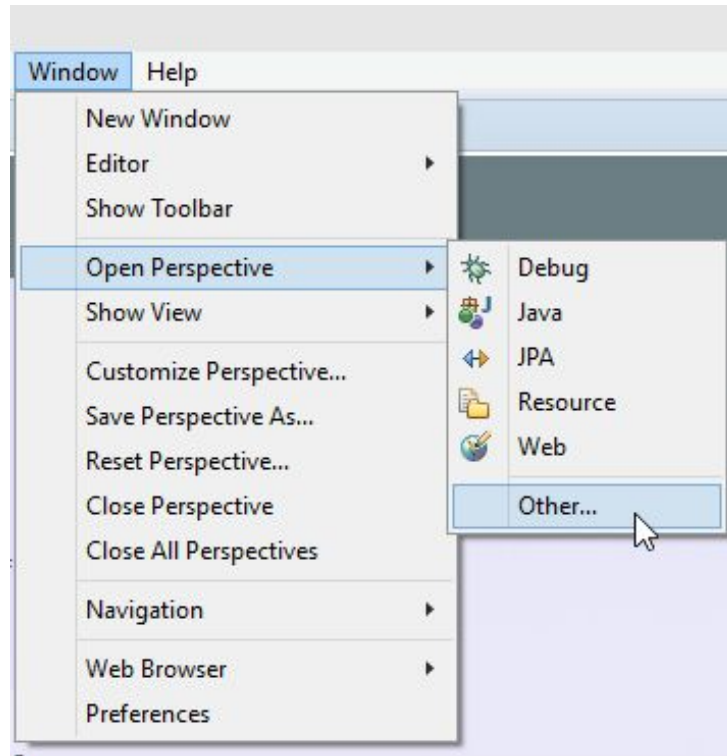 Window Help
New Window
Editor
Show Toolbar
Open Perspective
Show View
Customize Perspective...
Save Perspective As...
Reset Perspective...
Close Perspective
Close All Perspectives
Navigation
Web Browser
Preferences
Debug
Java
JPA
Resource
Web
Other...